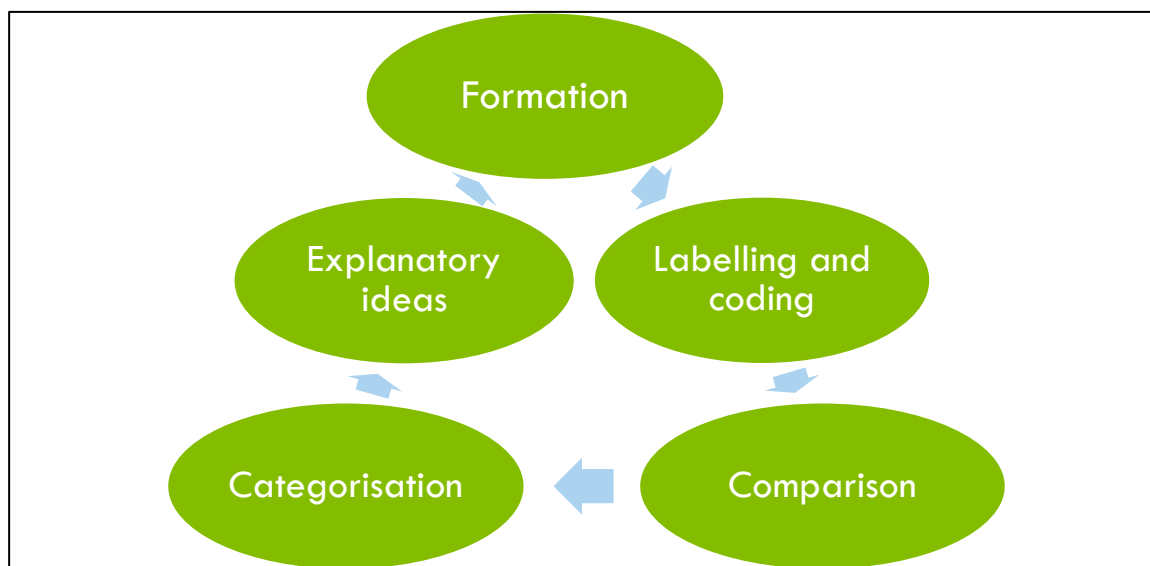 Formation
Labelling and
coding
Comparison
Categorisation
Explanatory
ideas